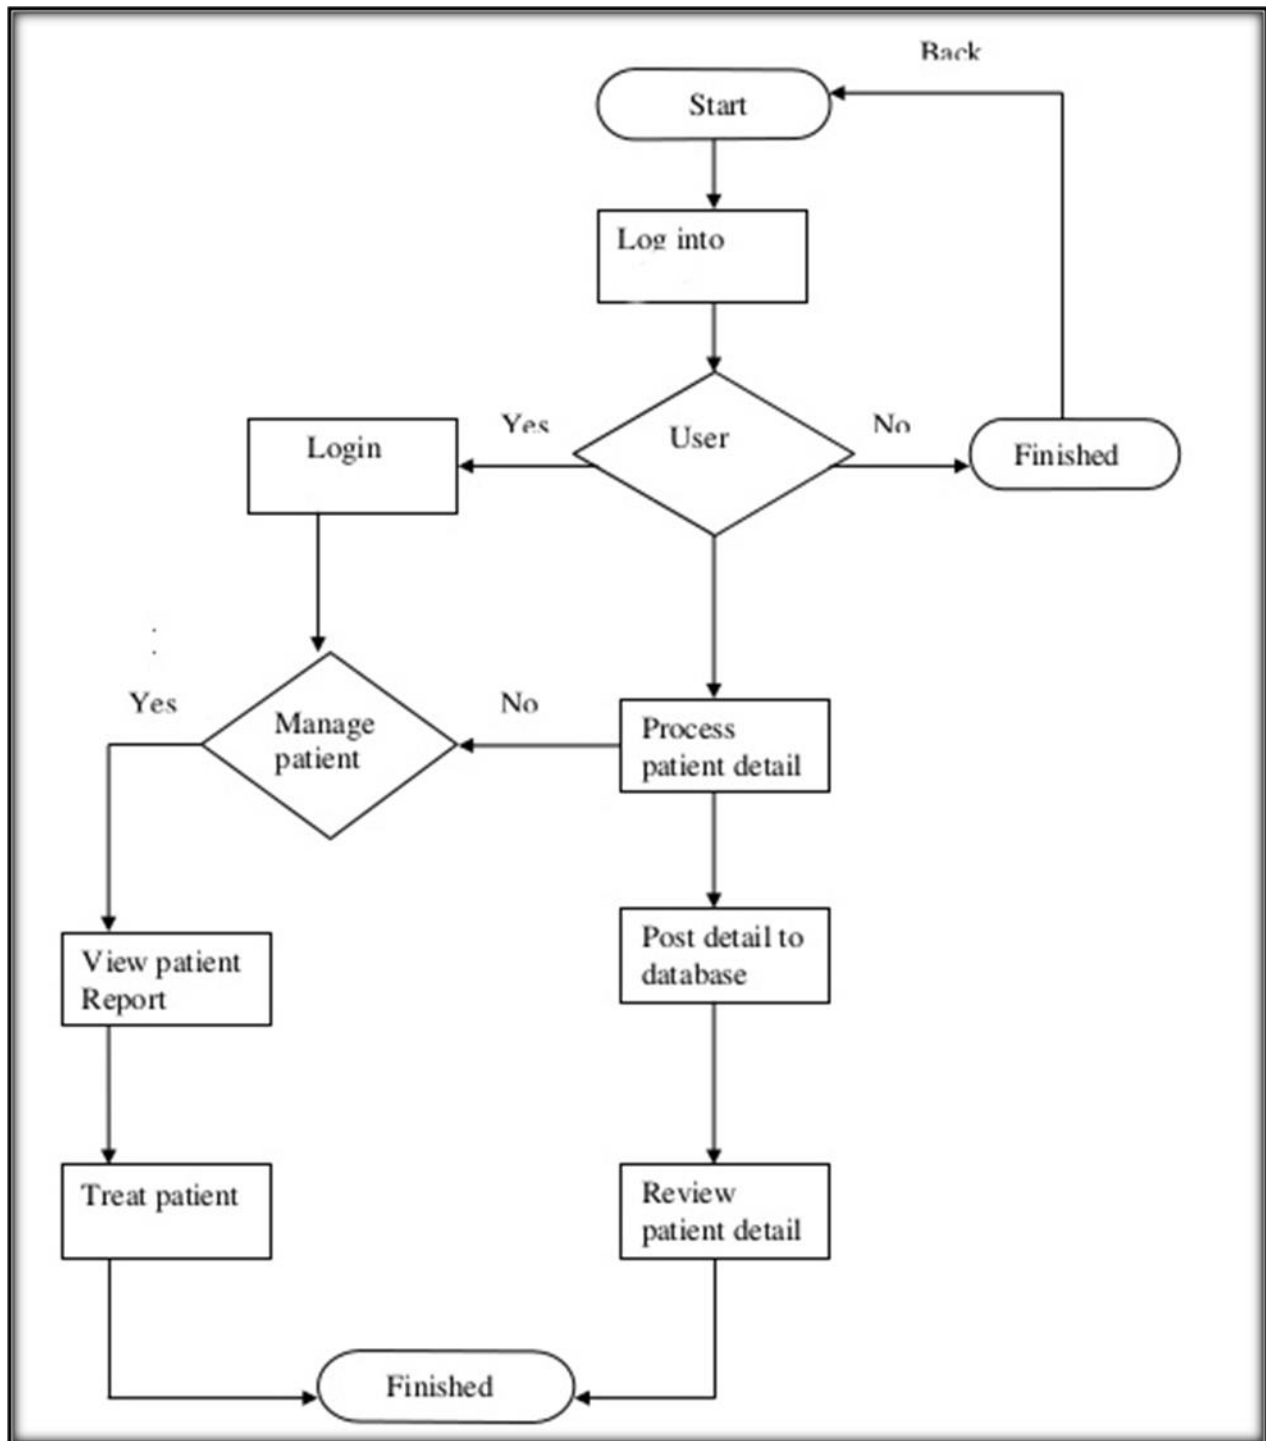 Back
Start
Log into
Yes
User
No
Login
Finished
Yes
Manage
patient
No
Process
patient detail
View patient
Report
Post detail to
database
Treat patient
Review
patient detail
Finished